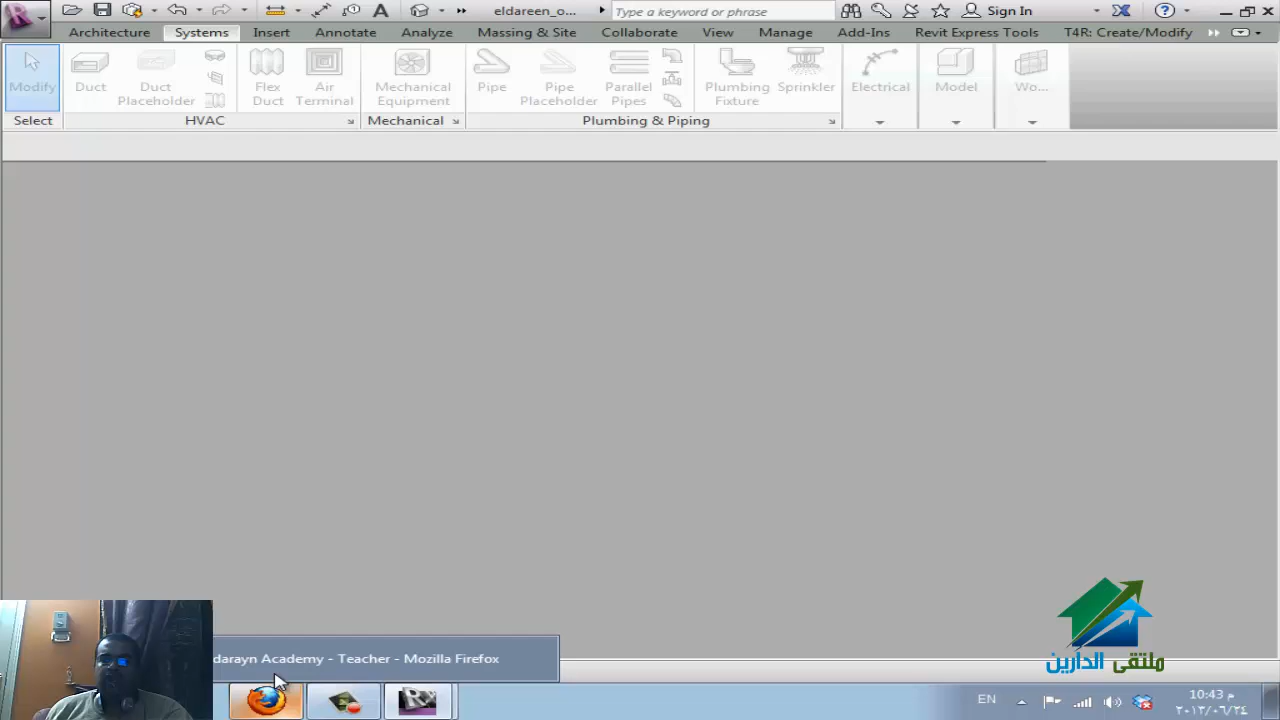 eldareen_o...
Type a keyword or phrase
Sign In
Architecture
Systems
Insert
Annotate
Analyze
Massing & Site
Collaborate
View
Manage
Add-Ins
Revit Express Tools
T4R: Create/Modify
Modify
Duct
Duct Placeholder
Flex Duct
Air Terminal
Mechanical Equipment
Pipe
Pipe Placeholder
Parallel Pipes
Plumbing Fixture
Sprinkler
Electrical
Model
Wo...
Select
HVAC
Mechanical
Plumbing & Piping
ملتقى الدارين
darayn Academy - Teacher - Mozilla Firefox
EN
10:43 م
٢٠١٣/٠٦/٢٤